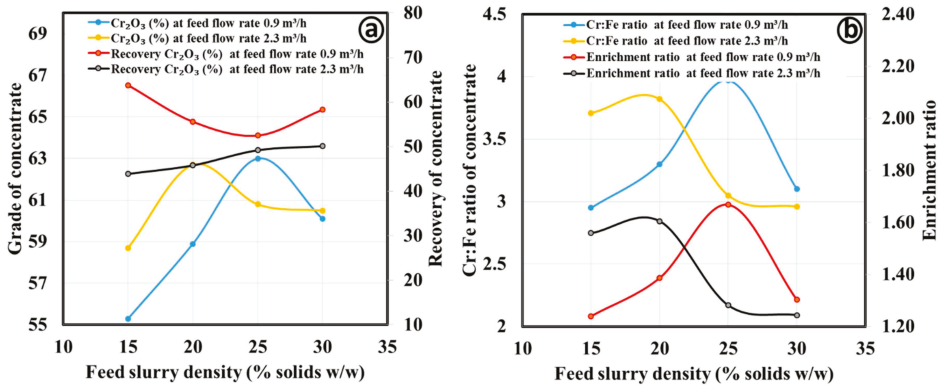 Cr₂O₃ (%) at feed flow rate 0.9 m³/h
Cr₂O₃ (%) at feed flow rate 2.3 m³/h
Recovery Cr₂O₃ (%) at feed flow rate 0.9 m³/h
Recovery Cr₂O₃ (%) at feed flow rate 2.3 m³/h
a
Grade of concentrate
69
67
65
63
61
59
57
55
80
70
60
50
40
30
20
10
Recovery of concentrate
10 15 20 25 30 35
Feed slurry density (% solids w/w)
Cr:Fe ratio at feed flow rate 0.9 m³/h
Cr:Fe ratio at feed flow rate 2.3 m³/h
Enrichment ratio at feed flow rate 0.9 m³/h
Enrichment ratio at feed flow rate 2.3 m³/h
b
Cr:Fe ratio of concentrate
4.5
4
3.5
3
2.5
2
2.40
2.20
2.00
1.80
1.60
1.40
1.20
Enrichment ratio
10 15 20 25 30 35
Feed slurry density (% solids w/w)